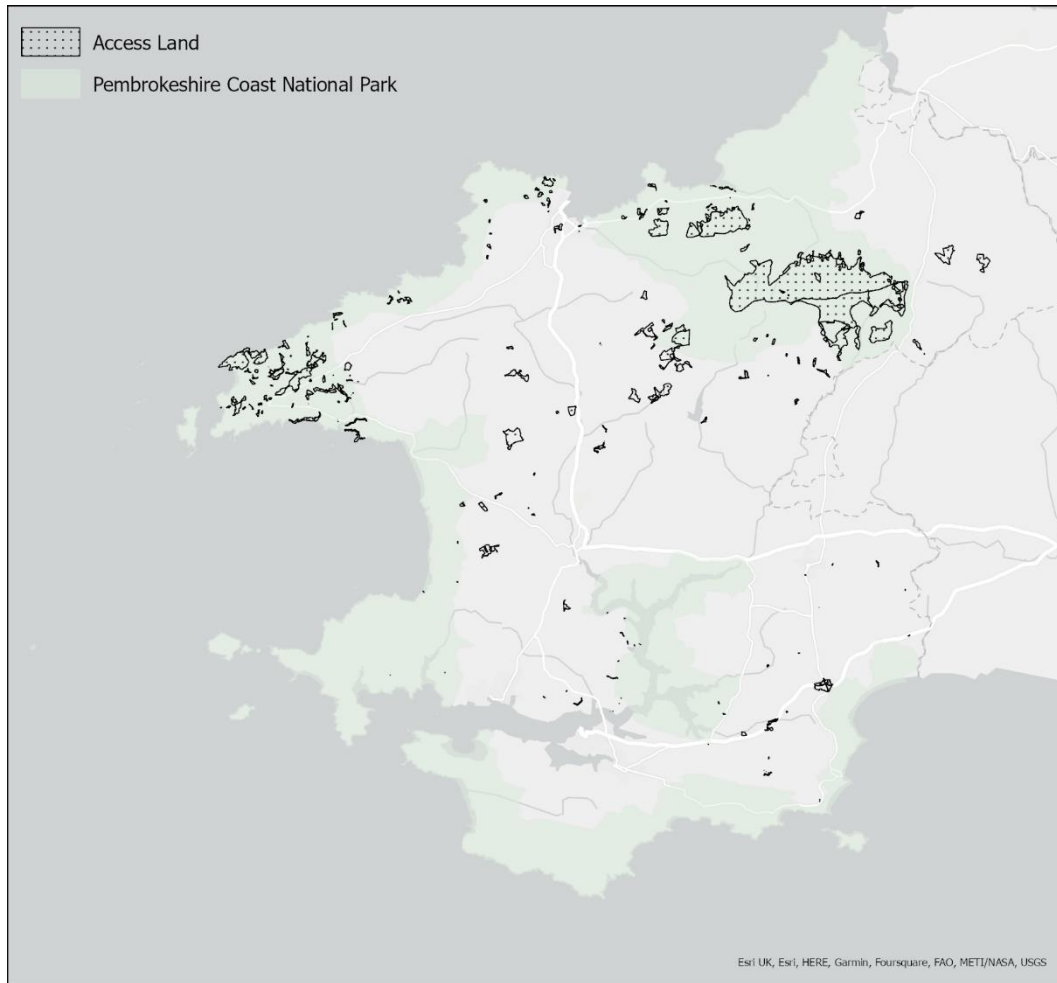 Access Land
Pembrokeshire Coast National Park
Esri UK, Esri, HERE, Garmin, Foursquare, FAO, METI/NASA, USGS